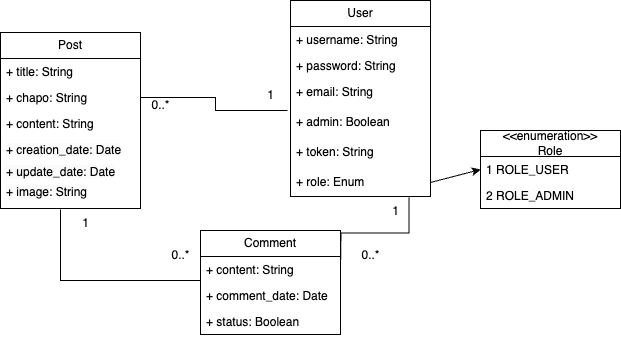 Post
+ title: String
+ chapo: String
+ content: String
+ creation_date: Date
+ update_date: Date
+ image: String
User
+ username: String
+ password: String
+ email: String
+ admin: Boolean
+ token: String
+ role: Enum
0..*
1
<<enumeration>>
Role
1 ROLE_USER
2 ROLE_ADMIN
1
0..*
1
0..*
Comment
+ content: String
+ comment_date: Date
+ status: Boolean